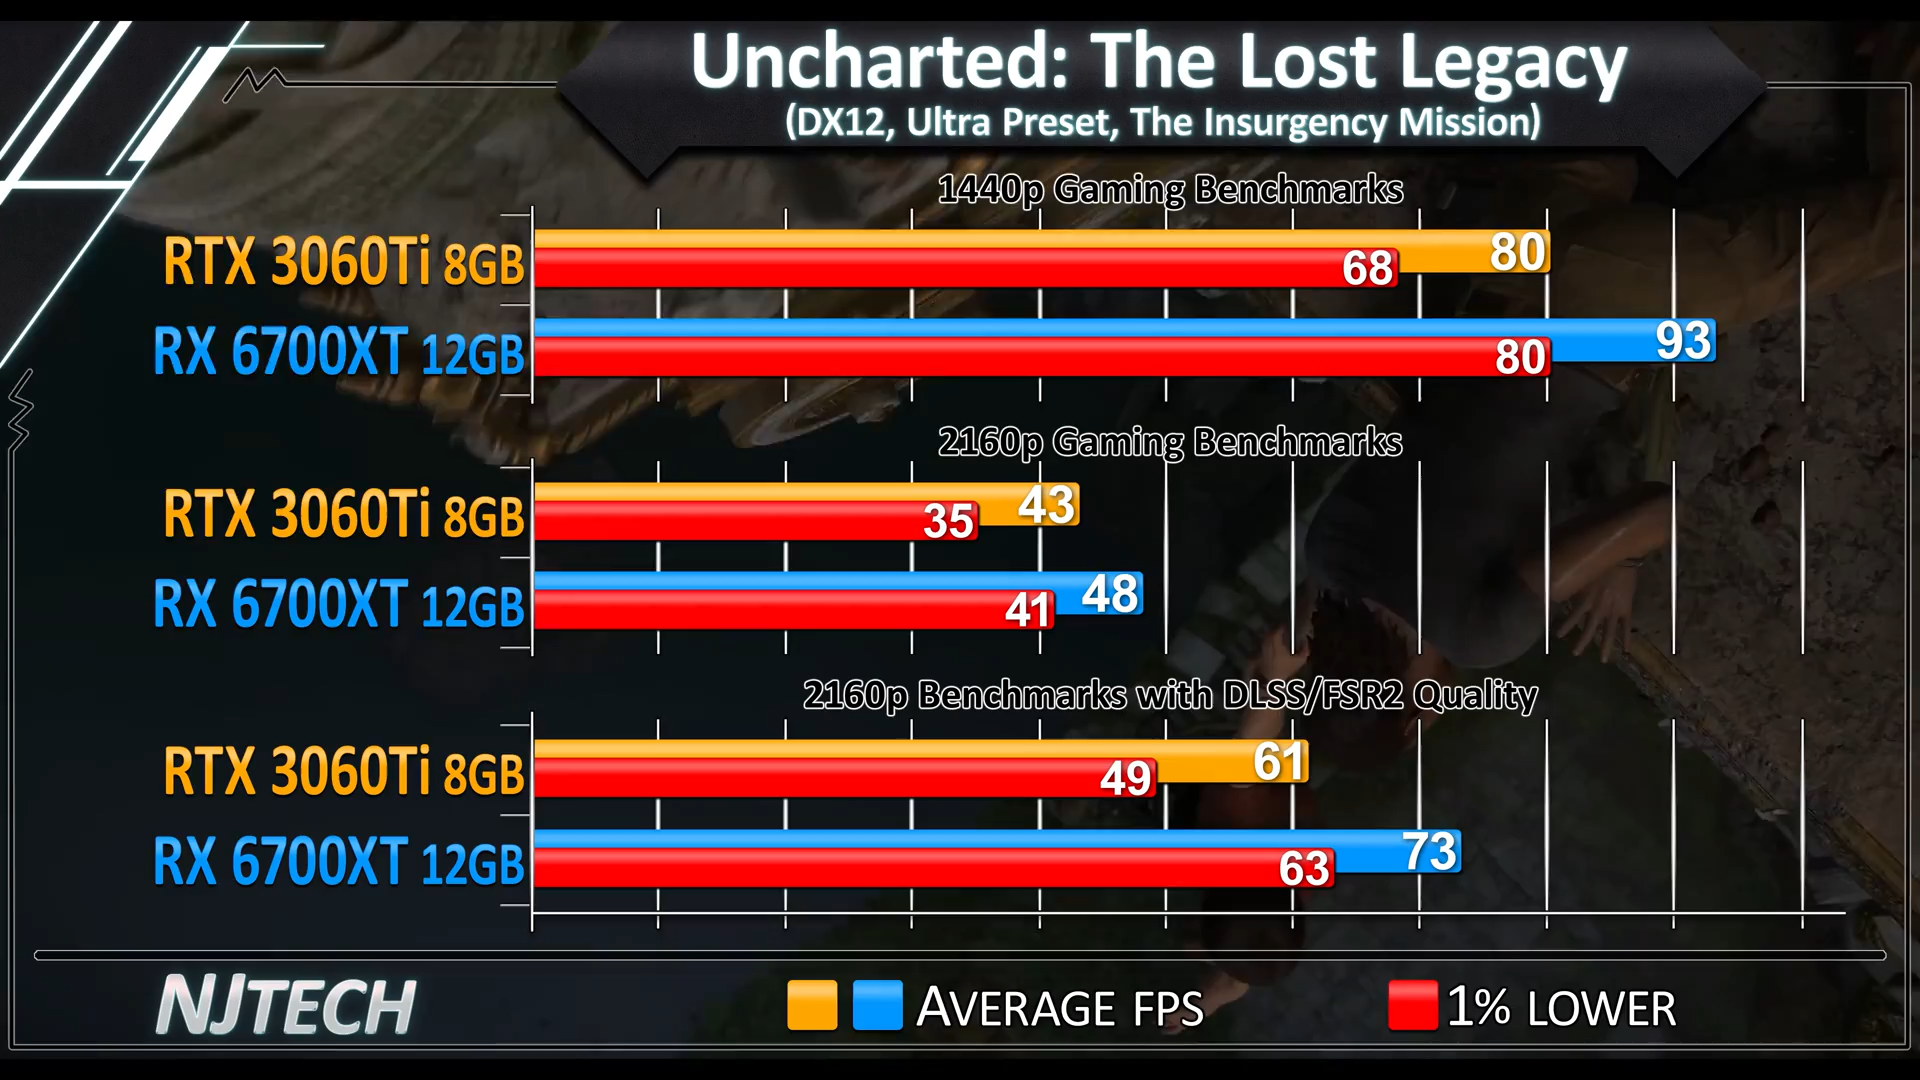 Uncharted: The Lost Legacy
(DX12, Ultra Preset, The Insurgency Mission)
1440p Gaming Benchmarks
RTX 3060Ti 8GB
80
68
RX 6700XT 12GB
93
80
2160p Gaming Benchmarks
RTX 3060Ti 8GB
43
35
RX 6700XT 12GB
48
41
2160p Benchmarks with DLSS/FSR2 Quality
RTX 3060Ti 8GB
61
49
RX 6700XT 12GB
73
63
NJTECH
AVERAGE FPS
1% LOWER